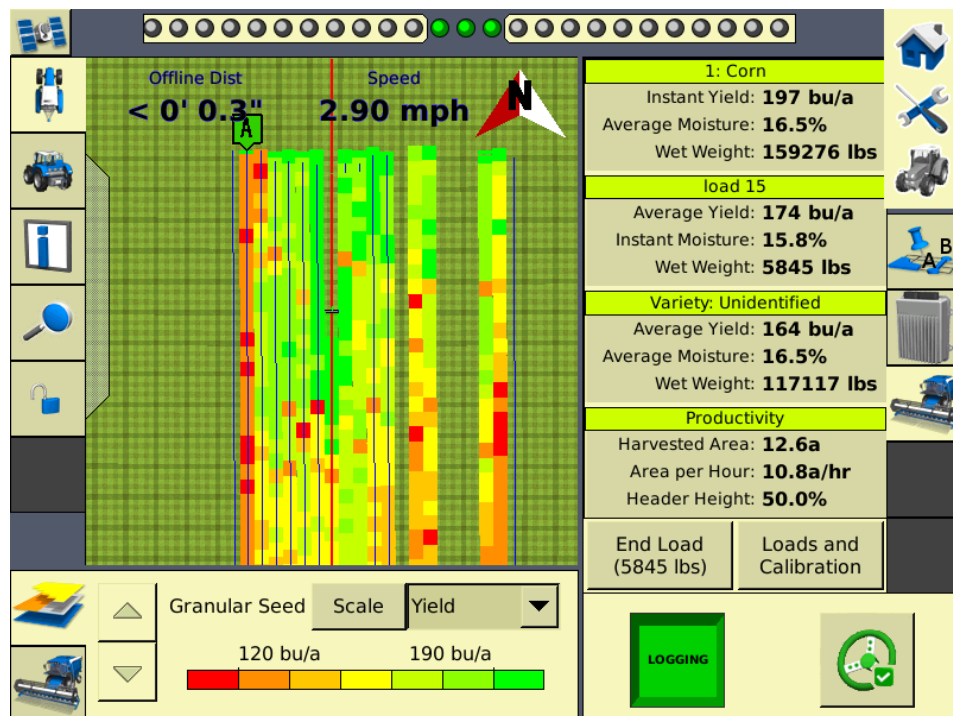 Offline Dist
< 0' 0.3"
Speed
2.90 mph
N
A
1: Corn
Instant Yield: 197 bu/a
Average Moisture: 16.5%
Wet Weight: 159276 lbs
load 15
Average Yield: 174 bu/a
Instant Moisture: 15.8%
Wet Weight: 5845 lbs
Variety: Unidentified
Average Yield: 164 bu/a
Average Moisture: 16.5%
Wet Weight: 117117 lbs
Productivity
Harvested Area: 12.6a
Area per Hour: 10.8a/hr
Header Height: 50.0%
End Load
(5845 lbs)
Loads and
Calibration
A B
Granular Seed Scale Yield
120 bu/a 190 bu/a
LOGGING